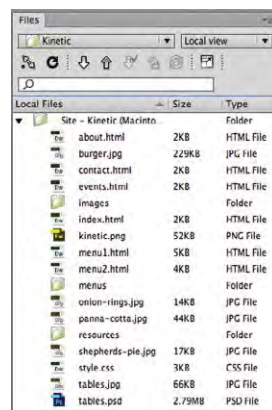 Files
Kinetic Local view
Local Files Size Type
Site - Kinetic (Macinto... Folder
about.html 2KB HTML File
burger.jpg 229KB JPG File
contact.html 2KB HTML File
events.html 2KB HTML File
images Folder
index.html 2KB HTML File
kinetic.png 52KB PNG File
menu1.html 5KB HTML File
menu2.html 4KB HTML File
menus Folder
onion-rings.jpg 14KB JPG File
panna-cotta.jpg 44KB JPG File
resources Folder
shepherds-pie.jpg 17KB JPG File
style.css 3KB CSS File
tables.jpg 66KB JPG File
tables.psd 2.79MB PSD File